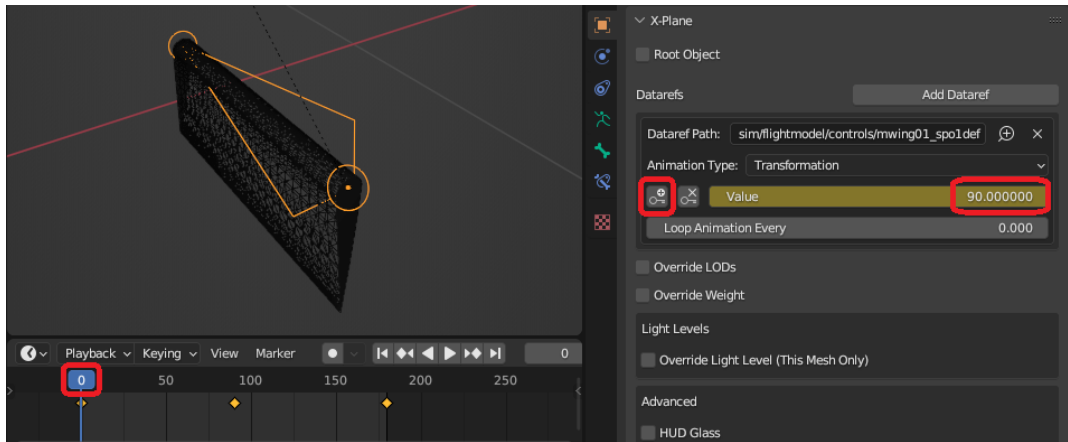 X-Plane
Root Object
Datarefs Add Dataref
Dataref Path: sim/flightmodel/controls/mwing01_spo1def
Animation Type: Transformation
Value 90.000000
Loop Animation Every 0.000
Override LODs
Override Weight
Light Levels
Override Light Level (This Mesh Only)
Advanced
HUD Glass
Playback Keying View Marker 0
0 50 100 150 200 250